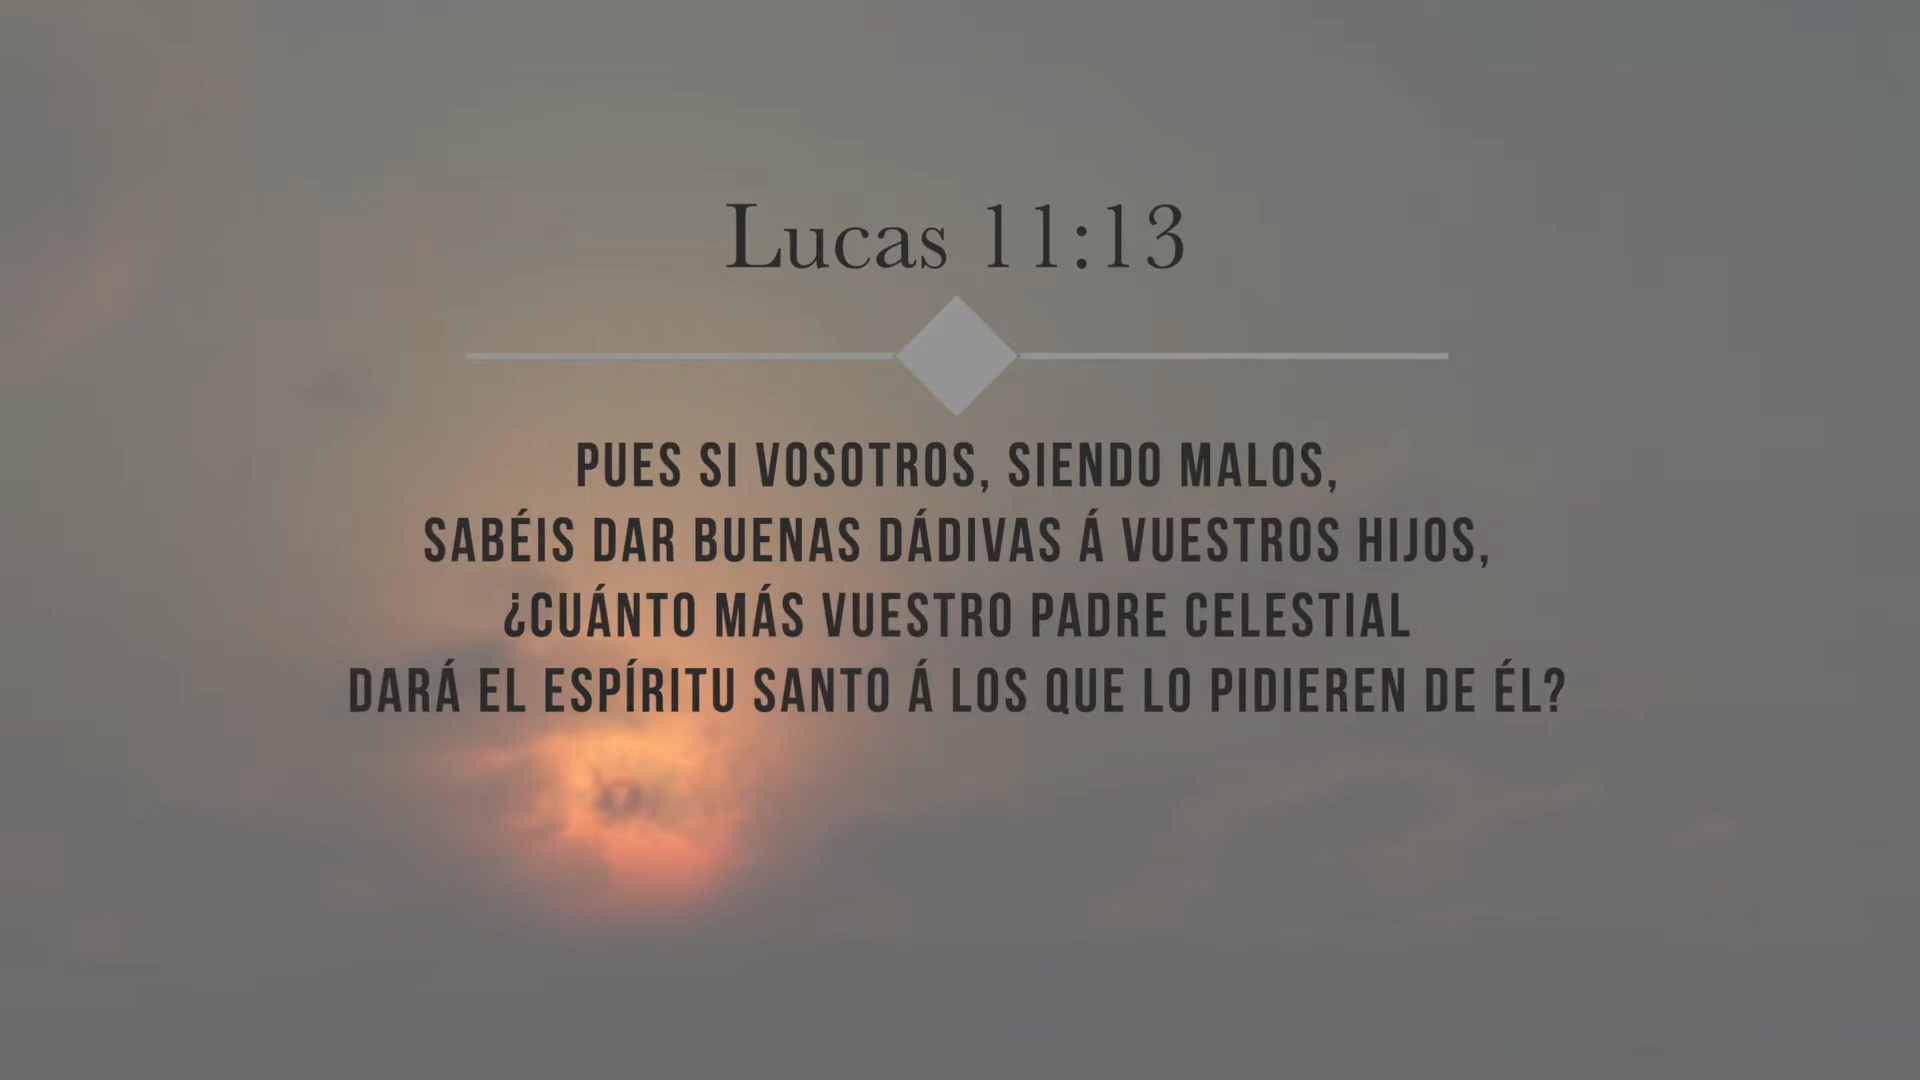 Lucas 11:13
PUES SI VOSOTROS, SIENDO MALOS,
SABÉIS DAR BUENAS DÁDIVAS Á VUESTROS HIJOS,
¿CUÁNTO MÁS VUESTRO PADRE CELESTIAL
DARÁ EL ESPÍRITU SANTO Á LOS QUE LO PIDIEREN DE ÉL?